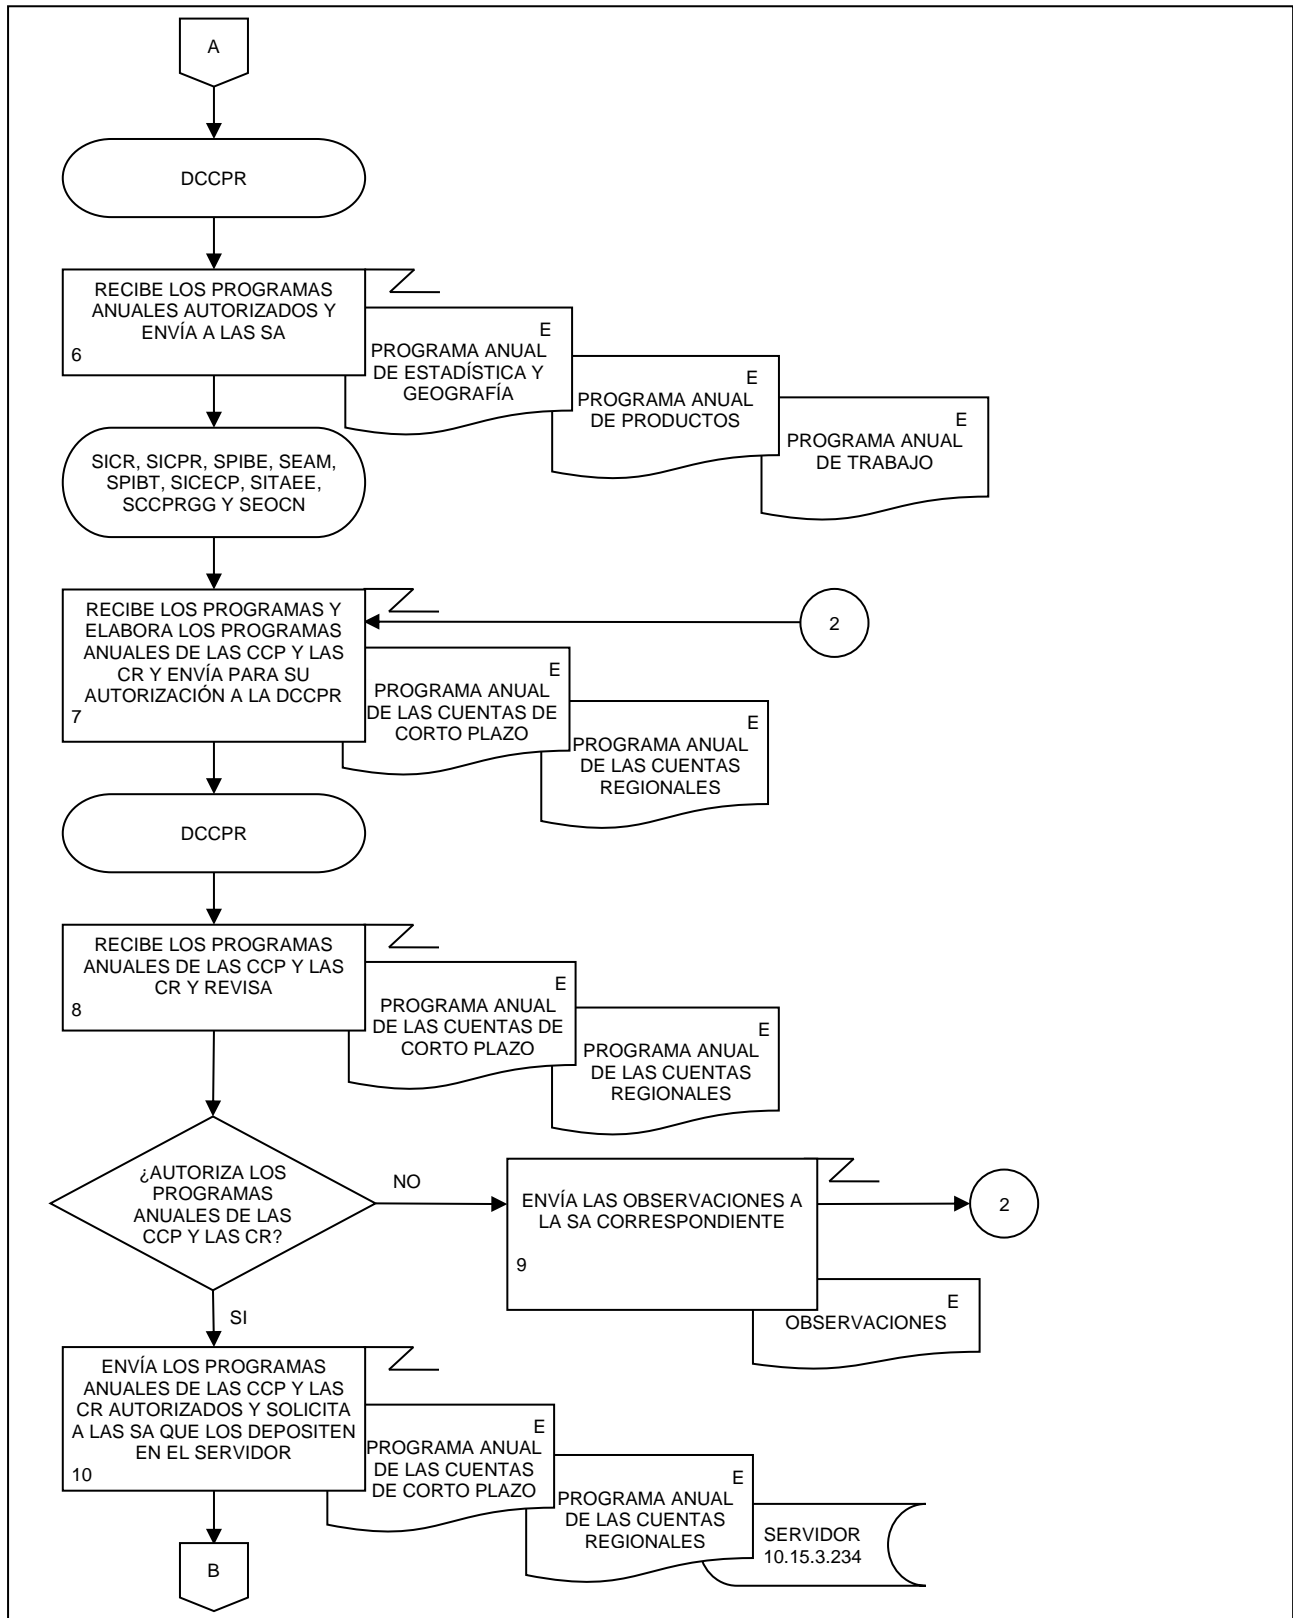 A
DCCPR
RECIBE LOS PROGRAMAS
ANUALES AUTORIZADOS Y
ENVÍA A LAS SA
6
E
PROGRAMA ANUAL
DE ESTADÍSTICA Y
GEOGRAFÍA
E
PROGRAMA ANUAL
DE PRODUCTOS
E
PROGRAMA ANUAL
DE TRABAJO
SICR, SICPR, SPIBE, SEAM,
SPIBT, SICECP, SITAEE,
SCCPRGG Y SEOCN
RECIBE LOS PROGRAMAS Y
ELABORA LOS PROGRAMAS
ANUALES DE LAS CCP Y LAS
CR Y ENVÍA PARA SU
AUTORIZACIÓN A LA DCCPR
7
2
E
PROGRAMA ANUAL
DE LAS CUENTAS DE
CORTO PLAZO
E
PROGRAMA ANUAL
DE LAS CUENTAS
REGIONALES
DCCPR
RECIBE LOS PROGRAMAS
ANUALES DE LAS CCP Y LAS
CR Y REVISA
8
E
PROGRAMA ANUAL
DE LAS CUENTAS DE
CORTO PLAZO
E
PROGRAMA ANUAL
DE LAS CUENTAS
REGIONALES
¿AUTORIZA LOS
PROGRAMAS
ANUALES DE LAS
CCP Y LAS CR?
NO
ENVÍA LAS OBSERVACIONES A
LA SA CORRESPONDIENTE
9
2
E
OBSERVACIONES
SI
ENVÍA LOS PROGRAMAS
ANUALES DE LAS CCP Y LAS
CR AUTORIZADOS Y SOLICITA
A LAS SA QUE LOS DEPOSITEN
EN EL SERVIDOR
10
E
PROGRAMA ANUAL
DE LAS CUENTAS
DE CORTO PLAZO
E
PROGRAMA ANUAL
DE LAS CUENTAS
REGIONALES
SERVIDOR
10.15.3.234
B